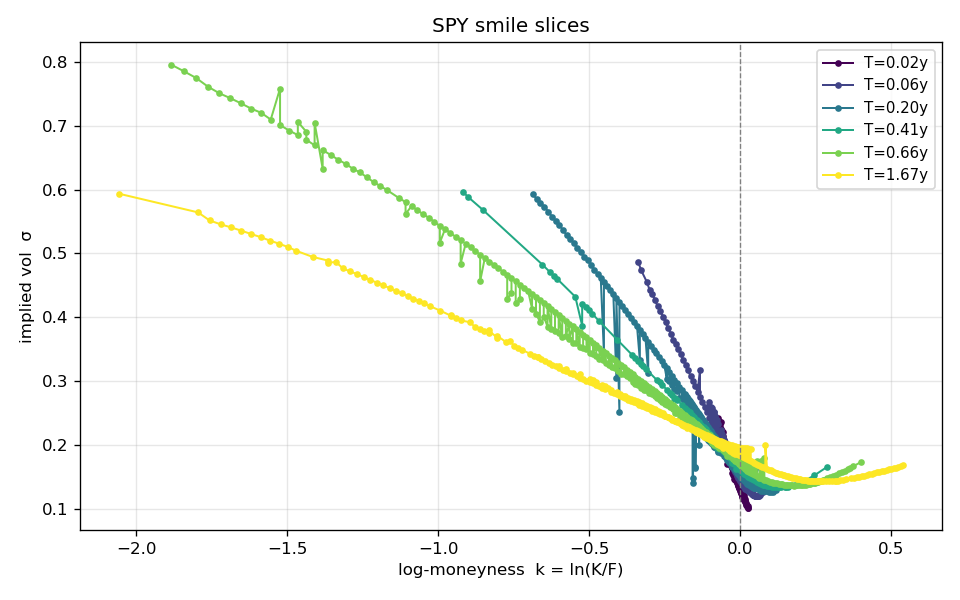 SPY smile slices
implied vol σ
0.8
0.7
0.6
0.5
0.4
0.3
0.2
0.1
T=0.02y
T=0.06y
T=0.20y
T=0.41y
T=0.66y
T=1.67y
−2.0 −1.5 −1.0 −0.5 0.0 0.5
log-moneyness k = ln(K/F)